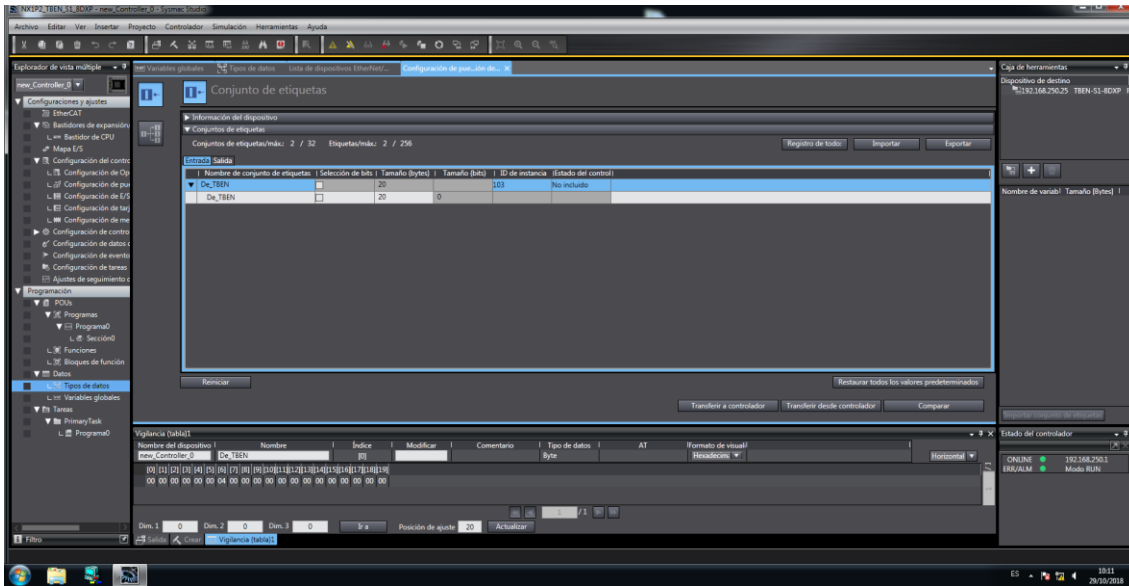 NX1P2_TBEN_S1_8DXP - new_Controller_0 - Sysmac Studio
Archivo Editar Ver Insertar Proyecto Controlador Simulación Herramientas Ayuda
Explorador de vista múltiple
new_Controller_0
Configuraciones y ajustes
EtherCAT
Bastidores de expansión
Bastidor de CPU
Mapa E/S
Configuración del contro
Configuración de Op
Configuración de pue
Configuración de E/S
Configuración de tarj
Configuración de me
Configuración de contro
Configuración de datos c
Configuración de evento
Configuración de tareas
Ajustes de seguimiento d
Programación
POUs
Programas
Programa0
Sección0
Funciones
Bloques de función
Datos
Tipos de datos
Variables globales
Tareas
PrimaryTask
Programa0
Filtro
Variables globales Tipos de datos Lista de dispositivos EtherNet/... Configuración de pue...ión de... X
Conjunto de etiquetas
Información del dispositivo
Conjuntos de etiquetas
Conjuntos de etiquetas/máx.: 2 / 32 Etiquetas/máx.: 2 / 256 Registro de todo: Importar Exportar
Entrada Salida
Nombre de conjunto de etiquetas Selección de bits Tamaño (bytes) Tamaño (bits) ID de instancia Estado del control
De_TBEN 20 103 No incluido
De_TBEN 20 0
Reiniciar Restaurar todos los valores predeterminados
Transferir a controlador Transferir desde controlador Comparar
Vigilancia (tabla)1
Nombre del dispositivo Nombre Índice Modificar Comentario Tipo de datos AT Formato de visual
new_Controller_0 De_TBEN [0] Byte Hexadecima Horizontal
[0] [1] [2] [3] [4] [5] [6] [7] [8] [9] [10] [11] [12] [13] [14] [15] [16] [17] [18] [19]
00 00 00 00 00 00 04 00 00 00 00 00 00 00 00 00 00 00 00 00
1 / 1
Dim. 1 0 Dim. 2 0 Dim. 3 0 Ir a Posición de ajuste 20 Actualizar
Salida Crear Vigilancia (tabla)1
Caja de herramientas
Dispositivo de destino
192.168.250.25 TBEN-S1-8DXP
Nombre de variabl Tamaño [Bytes]
Importar conjunto de etiquetas
Estado del controlador
ONLINE 192.168.250.1
ERR/ALM Modo RUN
ES 10:11
29/10/2018